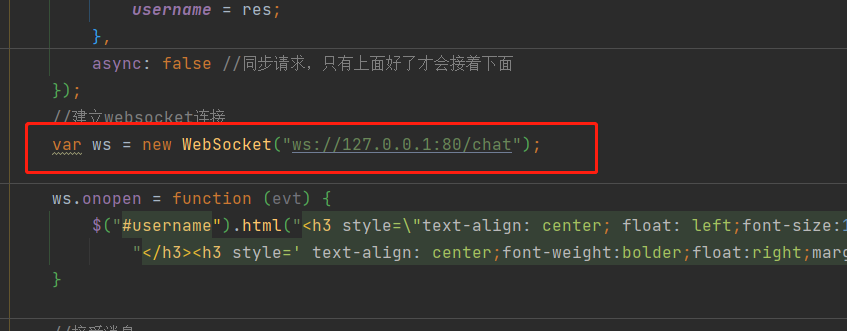 username = res;
},
async: false //同步请求，只有上面好了才会接着下面
});
//建立websocket连接
var ws = new WebSocket("ws://127.0.0.1:80/chat");
ws.onopen = function (evt) {
$("#username").html("<h3 style=\"text-align: center; float: left;font-size:1
"</h3><h3 style=' text-align: center;font-weight:bolder;float:right;marg
}